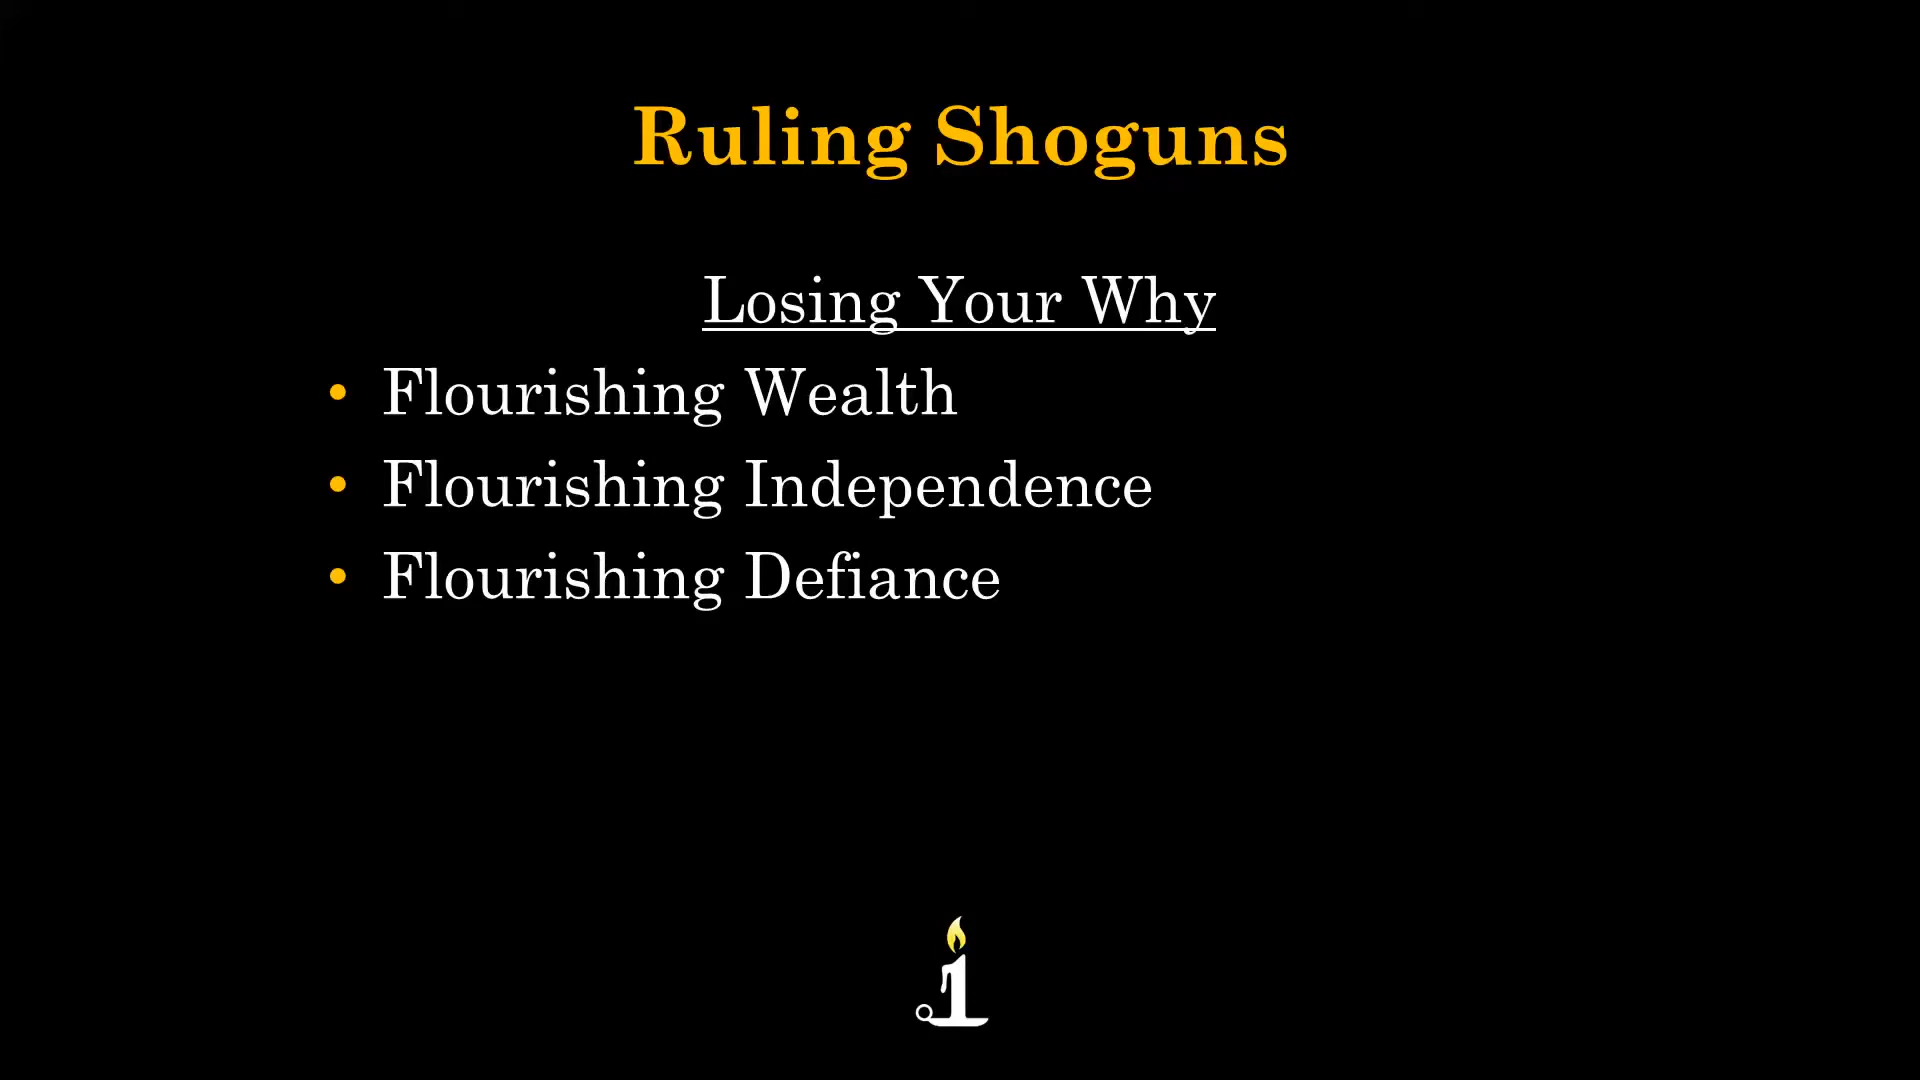 Ruling Shoguns
Losing Your Why
• Flourishing Wealth
• Flourishing Independence
• Flourishing Defiance